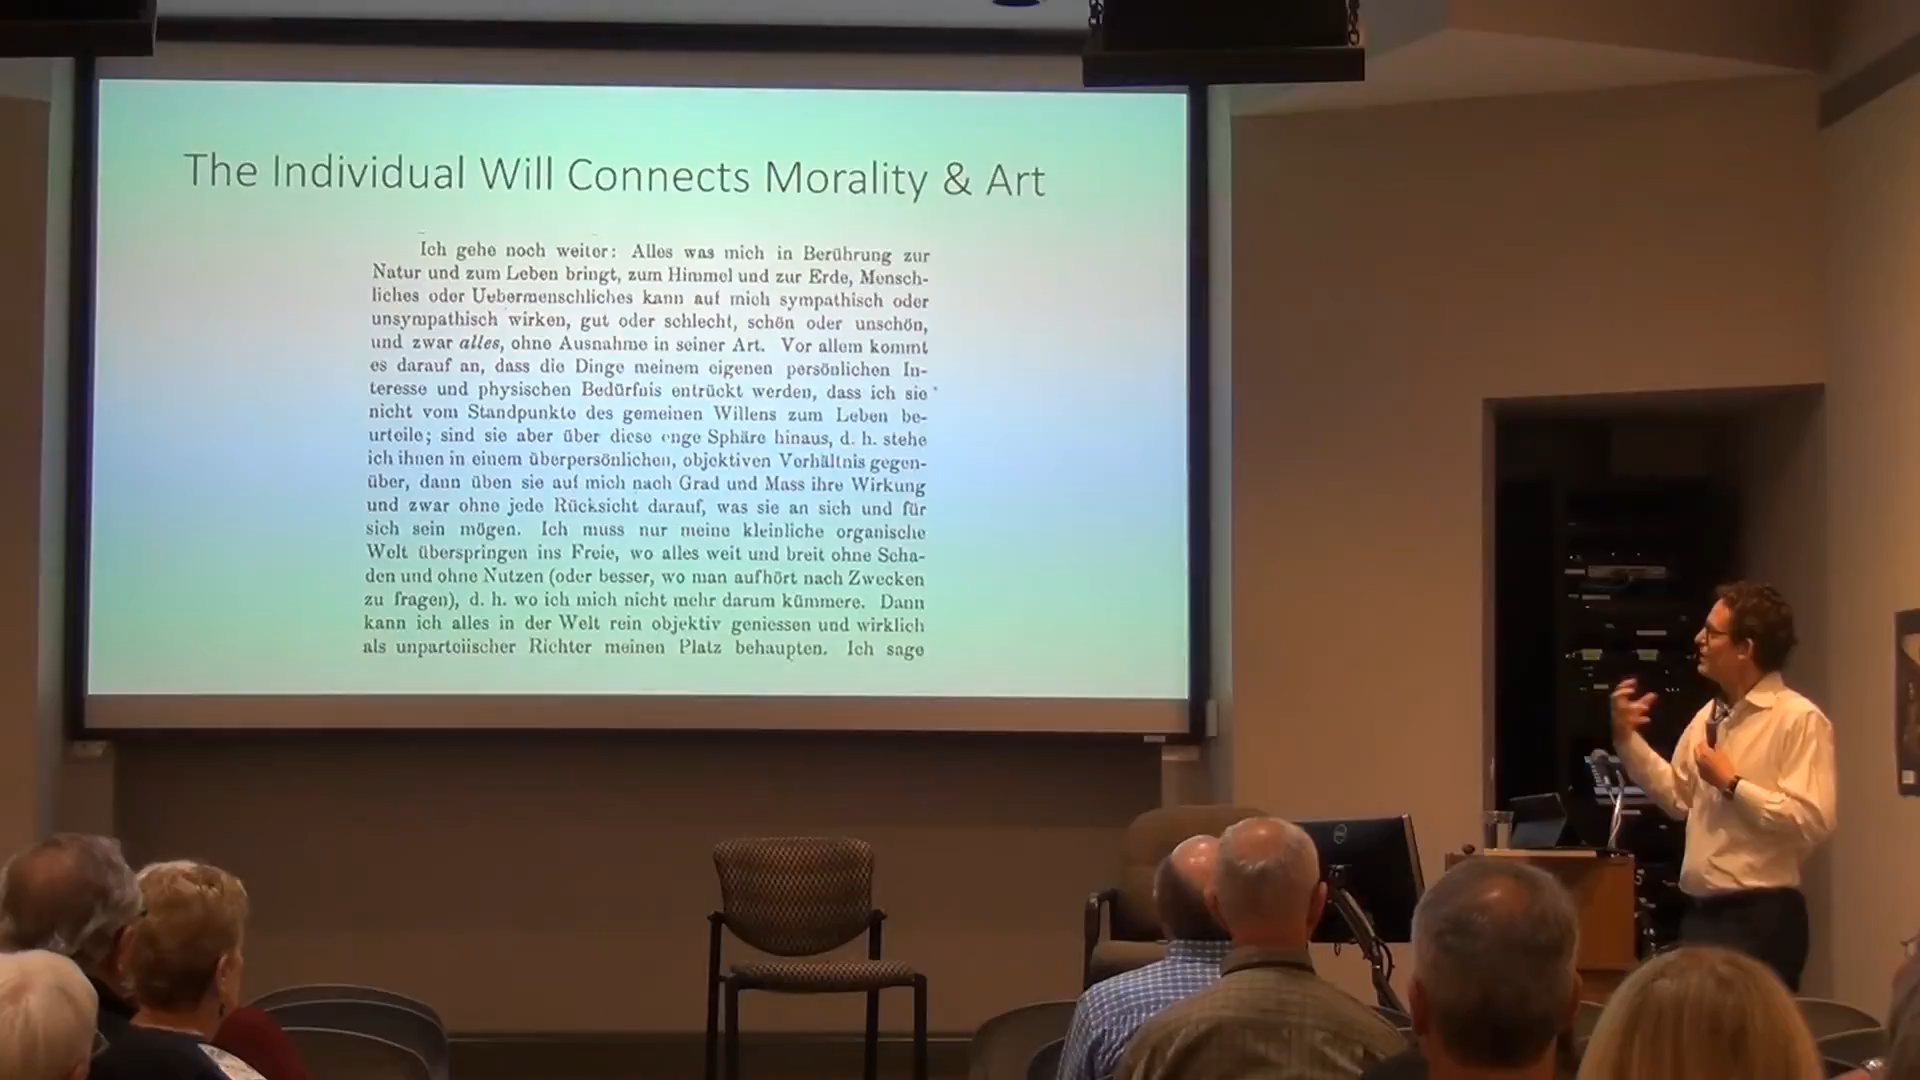 The Individual Will Connects Morality & Art
Ich gehe noch weiter: Alles was mich in Berührung zur
Natur und zum Leben bringt, zum Himmel und zur Erde, Mensch-
liches oder Uebermenschliches kann auf mich sympathisch oder
unsympathisch wirken, gut oder schlecht, schön oder unschön,
und zwar alles, ohne Ausnahme in seiner Art. Vor allem kommt
es darauf an, dass die Dinge meinem eigenen persönlichen In-
teresse und physischen Bedürfnis entrückt werden, dass ich sie
nicht vom Standpunkte des gemeinen Willens zum Leben be-
urteile; sind sie aber über diese enge Sphäre hinaus, d. h. stehe
ich ihnen in einem überpersönlichen, objektiven Verhältnis gegen-
über, dann üben sie auf mich nach Grad und Mass ihre Wirkung
und zwar ohne jede Rücksicht darauf, was sie an sich und für
sich sein mögen. Ich muss nur meine kleinliche organische
Welt überspringen ins Freie, wo alles weit und breit ohne Scha-
den und ohne Nutzen (oder besser, wo man aufhört nach Zwecken
zu fragen), d. h. wo ich mich nicht mehr darum kümmere. Dann
kann ich alles in der Welt rein objektiv geniessen und wirklich
als unparteiischer Richter meinen Platz behaupten. Ich sage